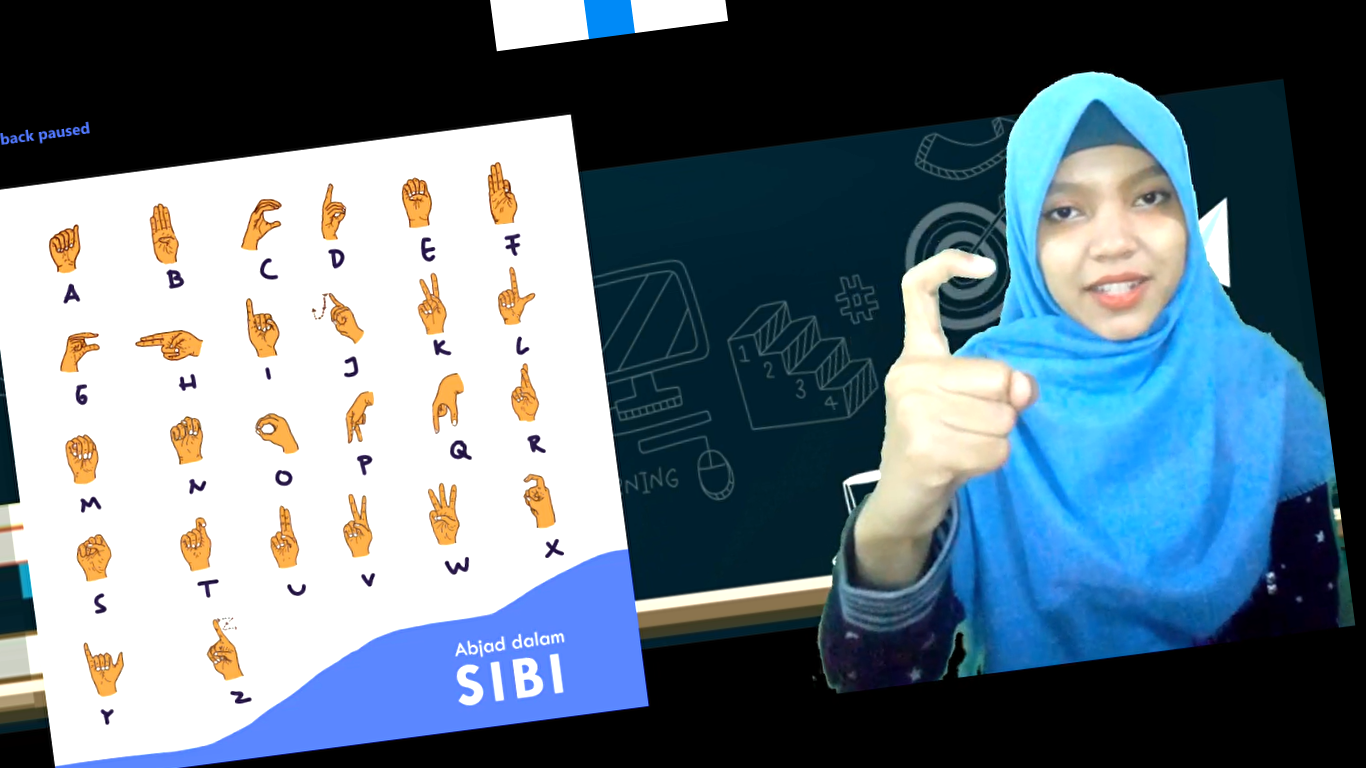 back paused
A B C D E F
G H I J K L
M N O P Q R
S T U V W X
Y Z
Abjad dalam
SIBI
#
1
2
3
4
NING